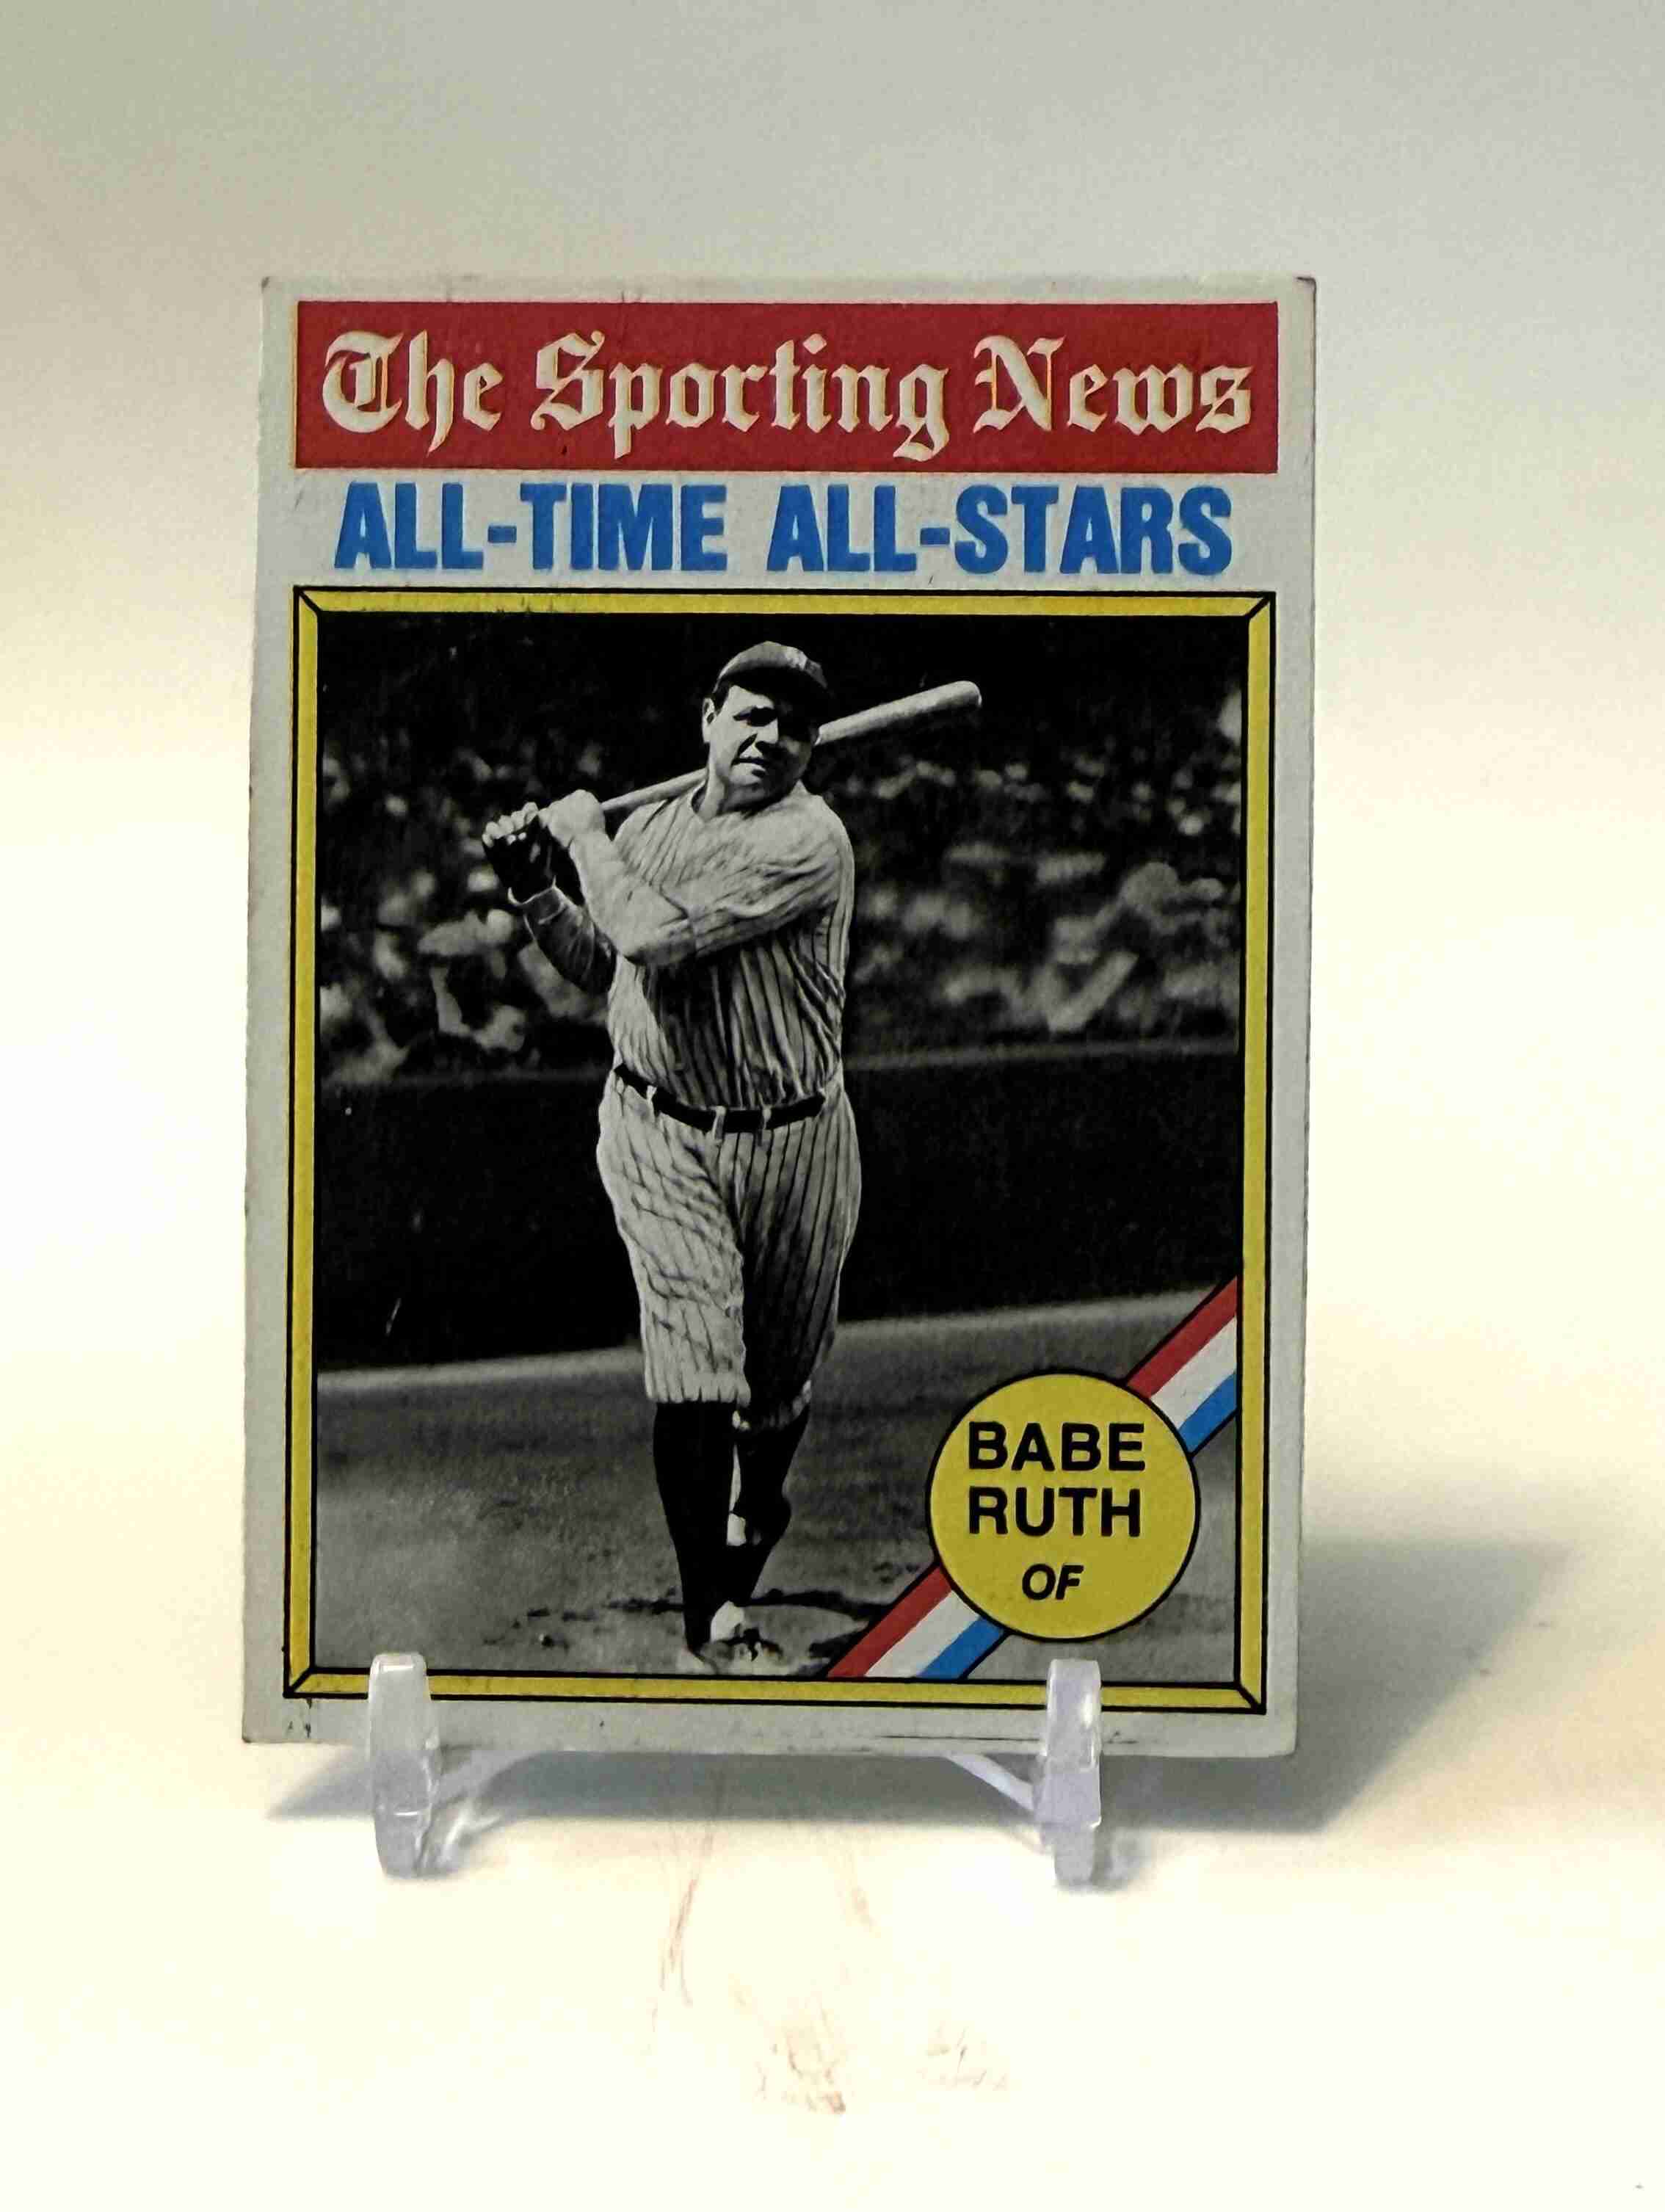 The Sporting News
ALL-TIME ALL-STARS
BABE
RUTH
OF